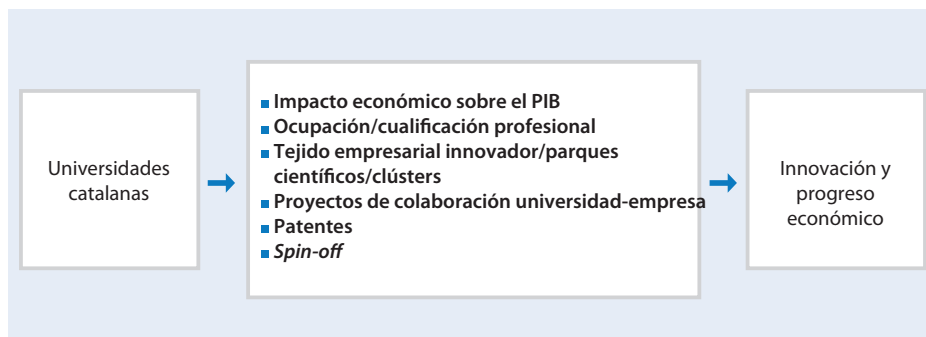 Universidades
catalanas
Impacto económico sobre el PIB
Ocupación/cualificación profesional
Tejido empresarial innovador/parques
científicos/clústers
Proyectos de colaboración universidad-empresa
Patentes
Spin-off
Innovación y
progreso
económico